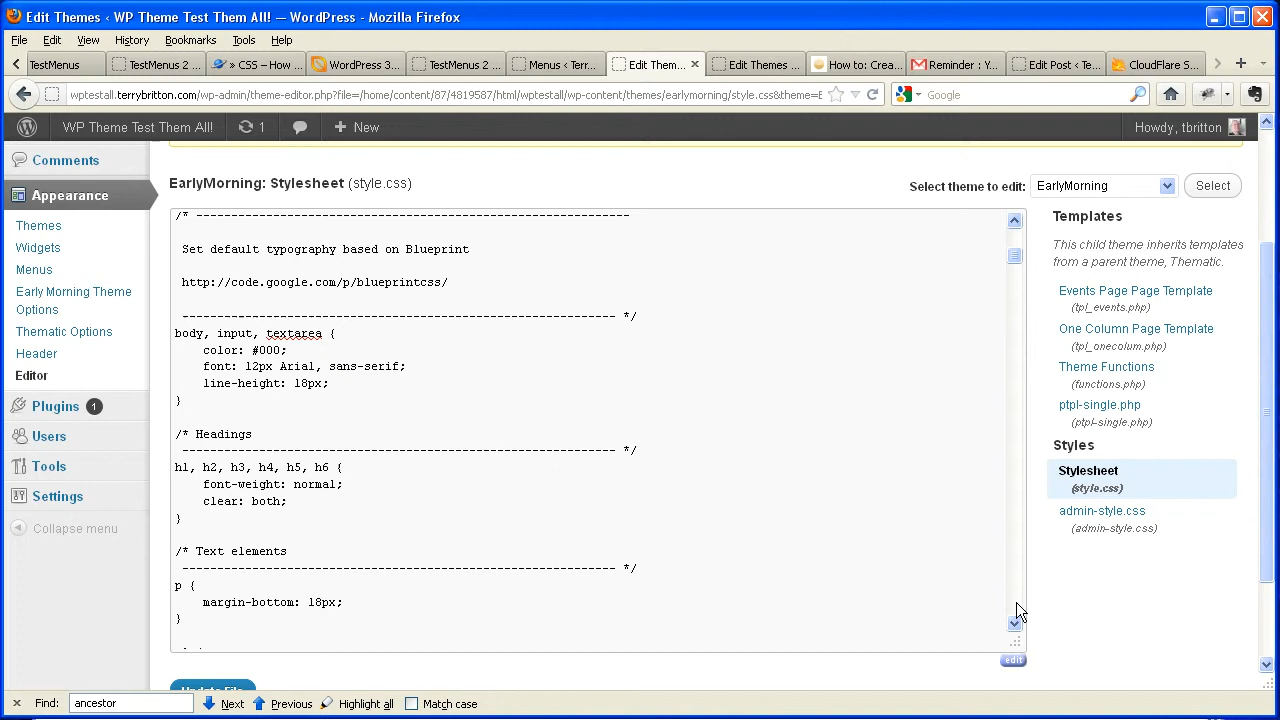 Edit Themes ‹ WP Theme Test Them All! — WordPress - Mozilla Firefox
File Edit View History Bookmarks Tools Help
TestMenus TestMenus 2 ... » CSS – How ... WordPress 3... TestMenus 2 ... Menus ‹ Terr... Edit Them... × Edit Themes ... How to: Crea... Reminder : Y... Edit Post ‹ Te... CloudFlare S...
wptestall.terrybritton.com/wp-admin/theme-editor.php?file=/home/content/87/4819587/html/wptestall/wp-content/themes/earlymorning/style.css&theme=E Google
WP Theme Test Them All! 1 + New Howdy, tbritton
Comments
Appearance
Themes
Widgets
Menus
Early Morning Theme
Options
Thematic Options
Header
Editor
Plugins 1
Users
Tools
Settings
Collapse menu
EarlyMorning: Stylesheet (style.css)
Select theme to edit: EarlyMorning Select
/* --------------------------------------------------------------
Set default typography based on Blueprint
http://code.google.com/p/blueprintcss/
-------------------------------------------------------------- */
body, input, textarea {
color: #000;
font: 12px Arial, sans-serif;
line-height: 18px;
}
/* Headings
-------------------------------------------------------------- */
h1, h2, h3, h4, h5, h6 {
font-weight: normal;
clear: both;
}
/* Text elements
-------------------------------------------------------------- */
p {
margin-bottom: 18px;
}
edit
Update File
Templates
This child theme inherits templates
from a parent theme, Thematic.
Events Page Page Template
(tpl_events.php)
One Column Page Template
(tpl_onecolum.php)
Theme Functions
(functions.php)
ptpl-single.php
(ptpl-single.php)
Styles
Stylesheet
(style.css)
admin-style.css
(admin-style.css)
× Find: ancestor Next Previous Highlight all Match case